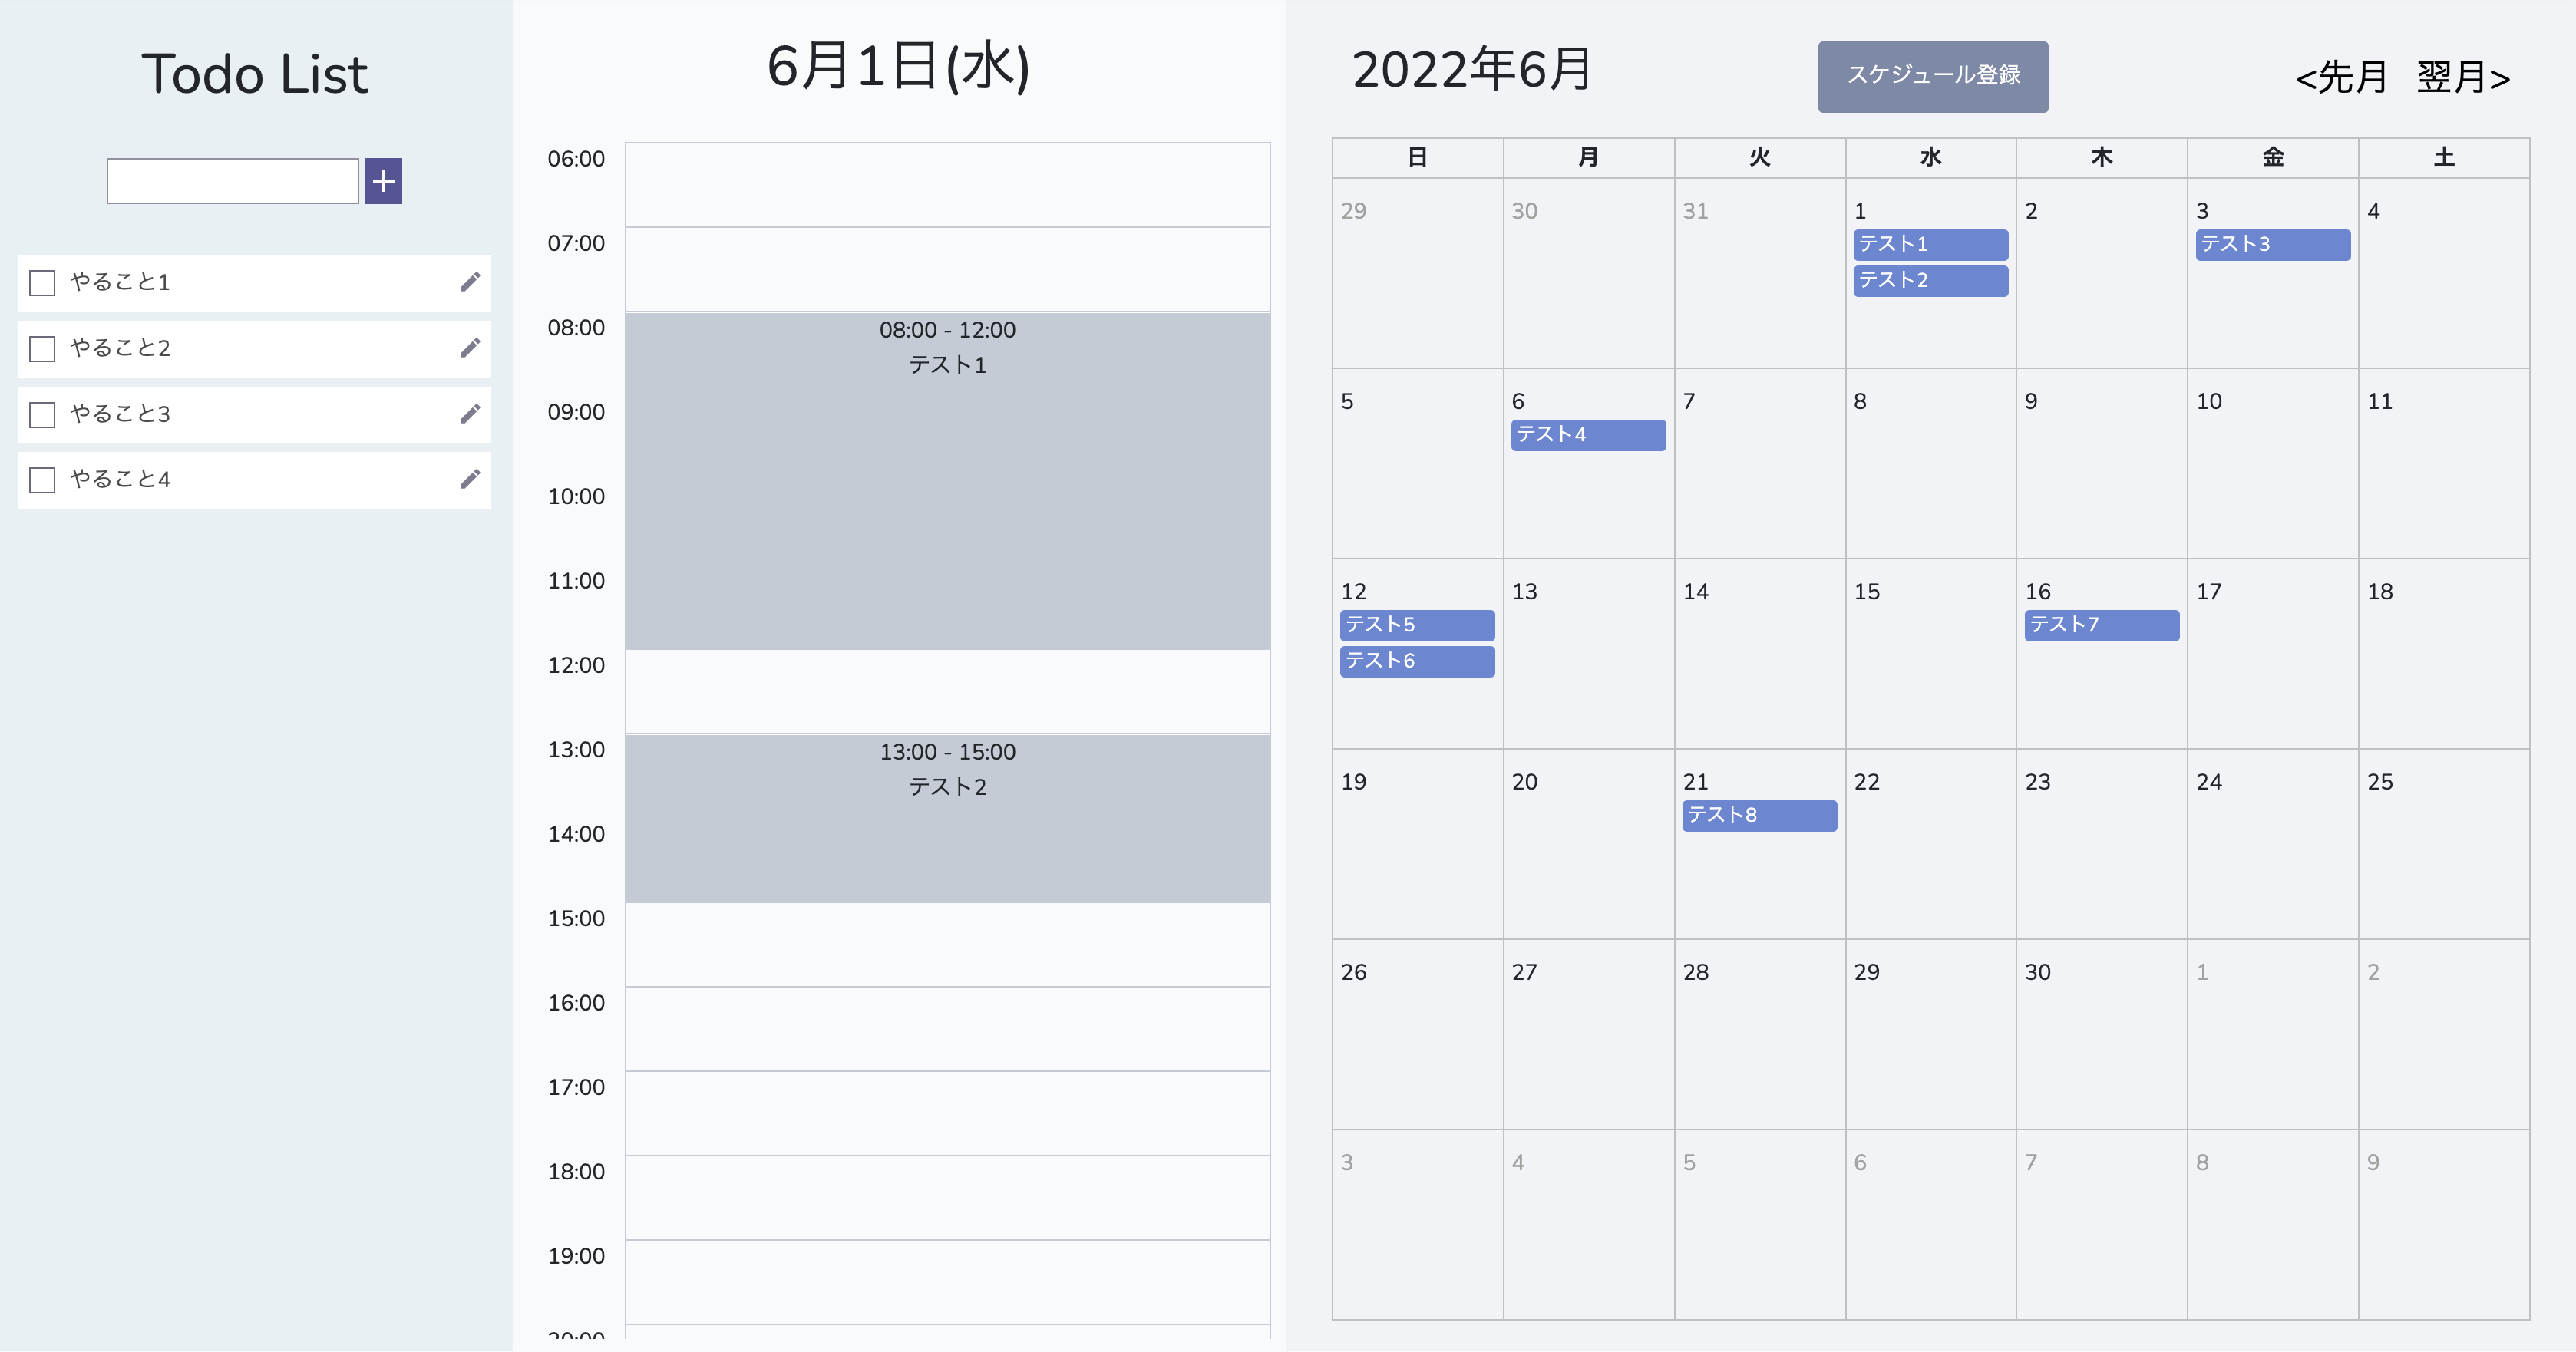 Todo List
+
やること1
やること2
やること3
やること4
6月1日(水)
06:00
07:00
08:00
08:00 - 12:00
テスト1
09:00
10:00
11:00
12:00
13:00
13:00 - 15:00
テスト2
14:00
15:00
16:00
17:00
18:00
19:00
20:00
2022年6月
スケジュール登録
<先月 翌月>
日 月 火 水 木 金 土
29 30 31 1 2 3 4
テスト1 テスト3
テスト2
5 6 7 8 9 10 11
テスト4
12 13 14 15 16 17 18
テスト5 テスト7
テスト6
19 20 21 22 23 24 25
テスト8
26 27 28 29 30 1 2
3 4 5 6 7 8 9